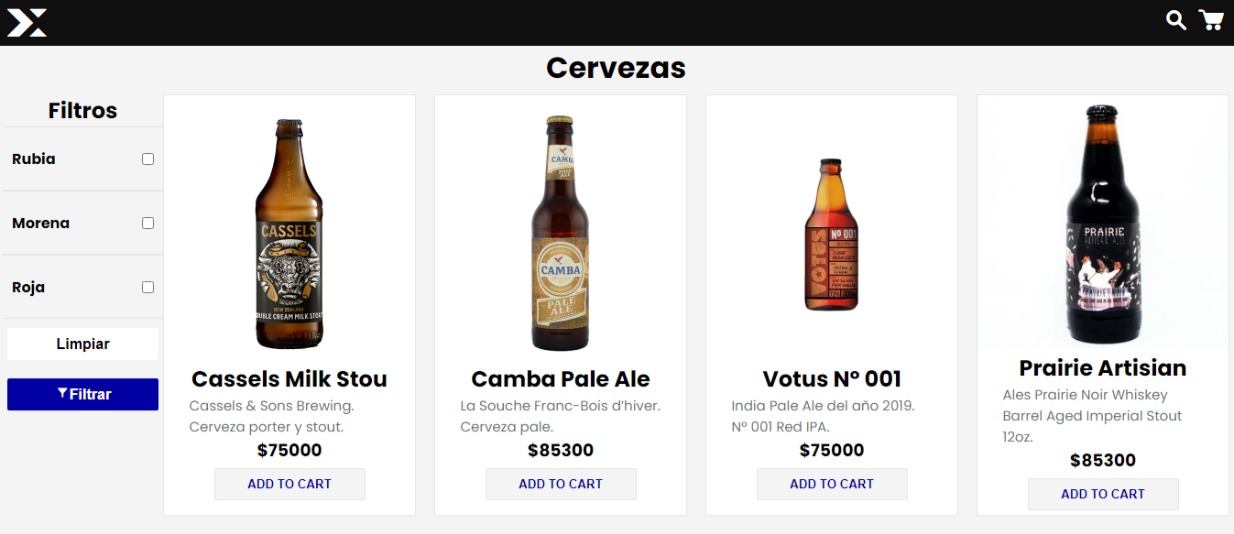 Cervezas
Filtros
Rubia
Morena
Roja
Limpiar
Filtrar
CASSELS
NEW ZEALAND
DOUBLE CREAM MILK STOUT
Cassels Milk Stou
Cassels & Sons Brewing.
Cerveza porter y stout.
$75000
ADD TO CART
CAMBA
PALE
ALE
CAMBA
PALE
ALE
Camba Pale Ale
La Souche Franc-Bois d’hiver.
Cerveza pale.
$85300
ADD TO CART
VOTUS
Nº 001
Votus N° 001
India Pale Ale del año 2019.
N° 001 Red IPA.
$75000
ADD TO CART
PRAIRIE
ARTISAN ALES
Prairie Artisian
Ales Prairie Noir Whiskey
Barrel Aged Imperial Stout
12oz.
$85300
ADD TO CART